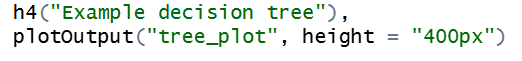 h4("Example decision tree"),
plotOutput("tree_plot", height = "400px")